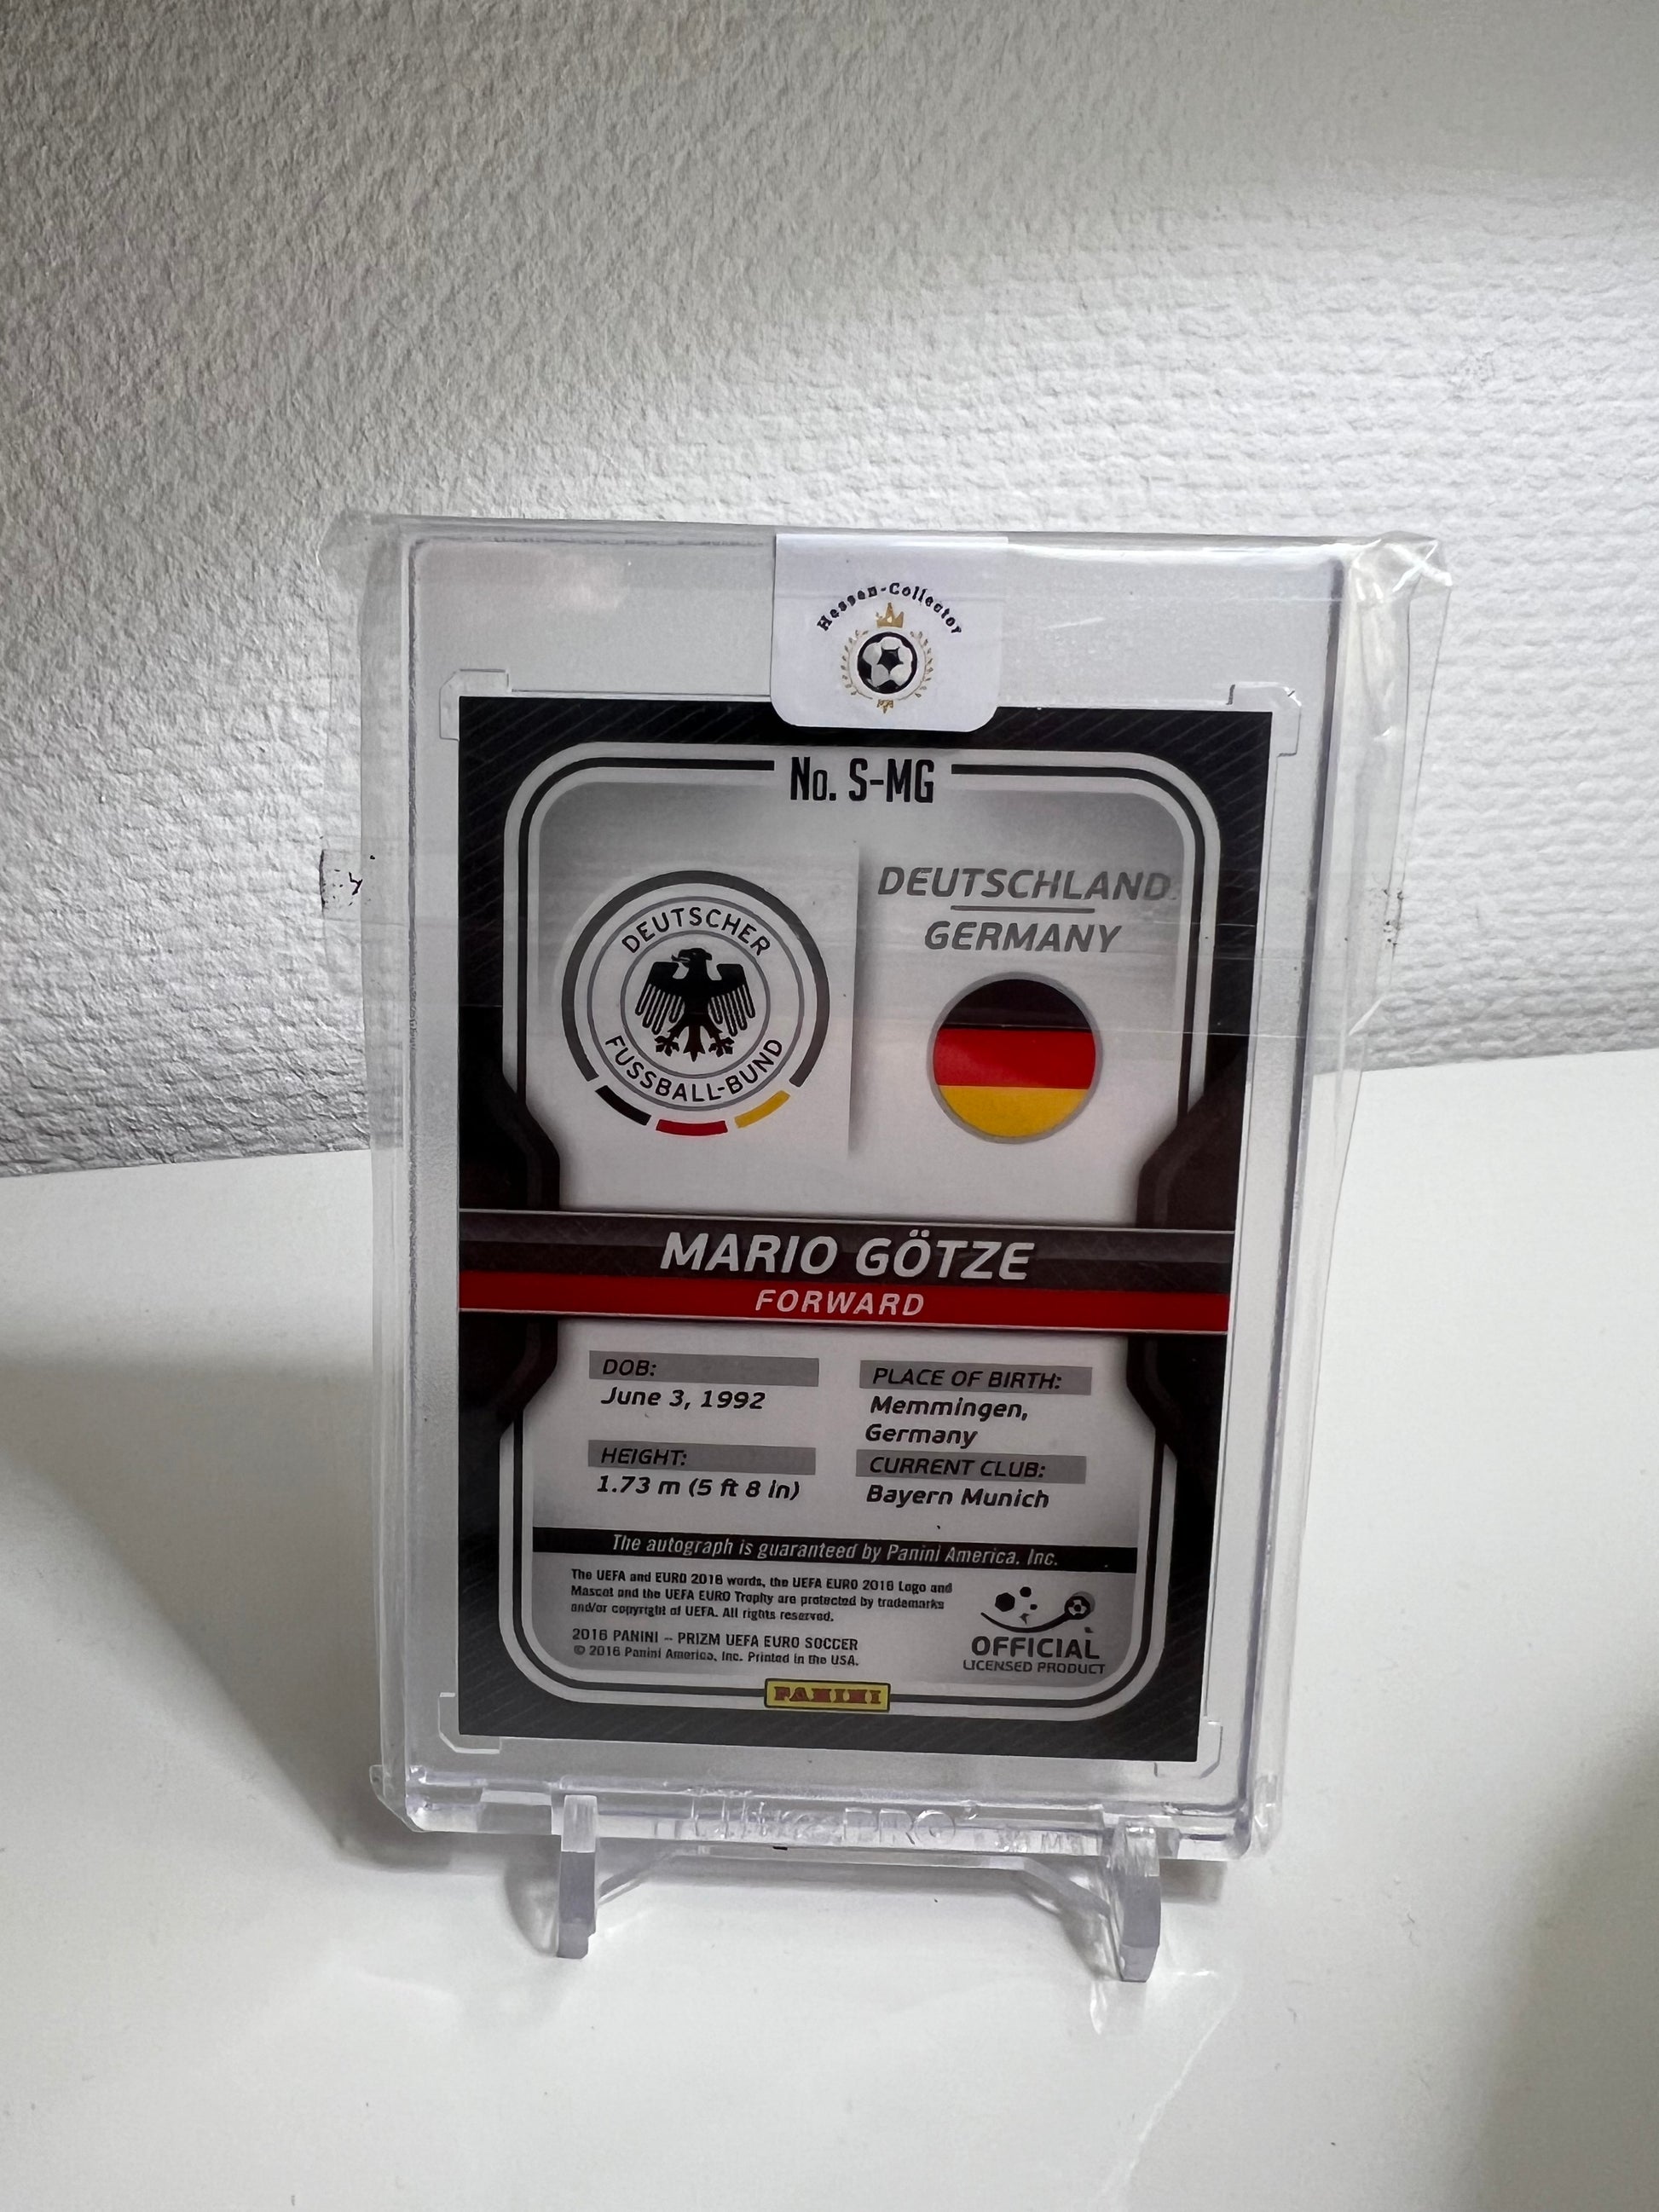 Hessen-Collector
No. S-MG
DEUTSCHER
FUSSBALL-BUND
DEUTSCHLAND
GERMANY
MARIO GÖTZE
FORWARD
DOB:
June 3, 1992
PLACE OF BIRTH:
Memmingen,
Germany
HEIGHT:
1.73 m (5 ft 8 in)
CURRENT CLUB:
Bayern Munich
The autograph is guaranteed by Panini America, Inc.
The UEFA and EURO 2016 words, the UEFA EURO 2016 Logo and
Mascot and the UEFA EURO Trophy are protected by trademarks
and/or copyright of UEFA. All rights reserved.
2016 PANINI – PRIZM UEFA EURO SOCCER
© 2016 Panini America, Inc. Printed in the USA.
OFFICIAL
LICENSED PRODUCT
PANINI
Ultra PRO